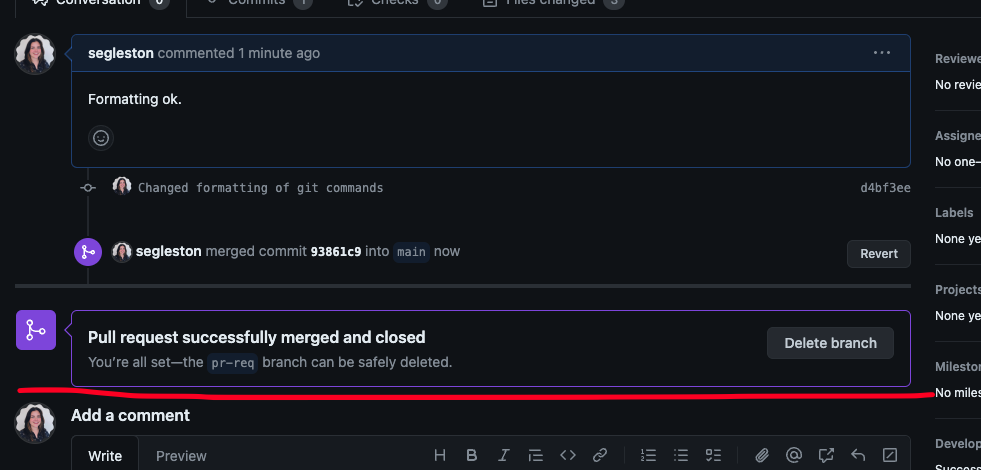 Conversation 0 Commits 1 Checks 0 Files changed 3
segleston commented 1 minute ago
Formatting ok.
Changed formatting of git commands d4bf3ee
segleston merged commit 93861c9 into main now
Revert
Pull request successfully merged and closed
Delete branch
You're all set—the pr-req branch can be safely deleted.
Add a comment
Write Preview
H B I
Reviewe
No revie
Assigne
No one—
Labels
None ye
Projects
None ye
Mileston
No miles
Develop
Success